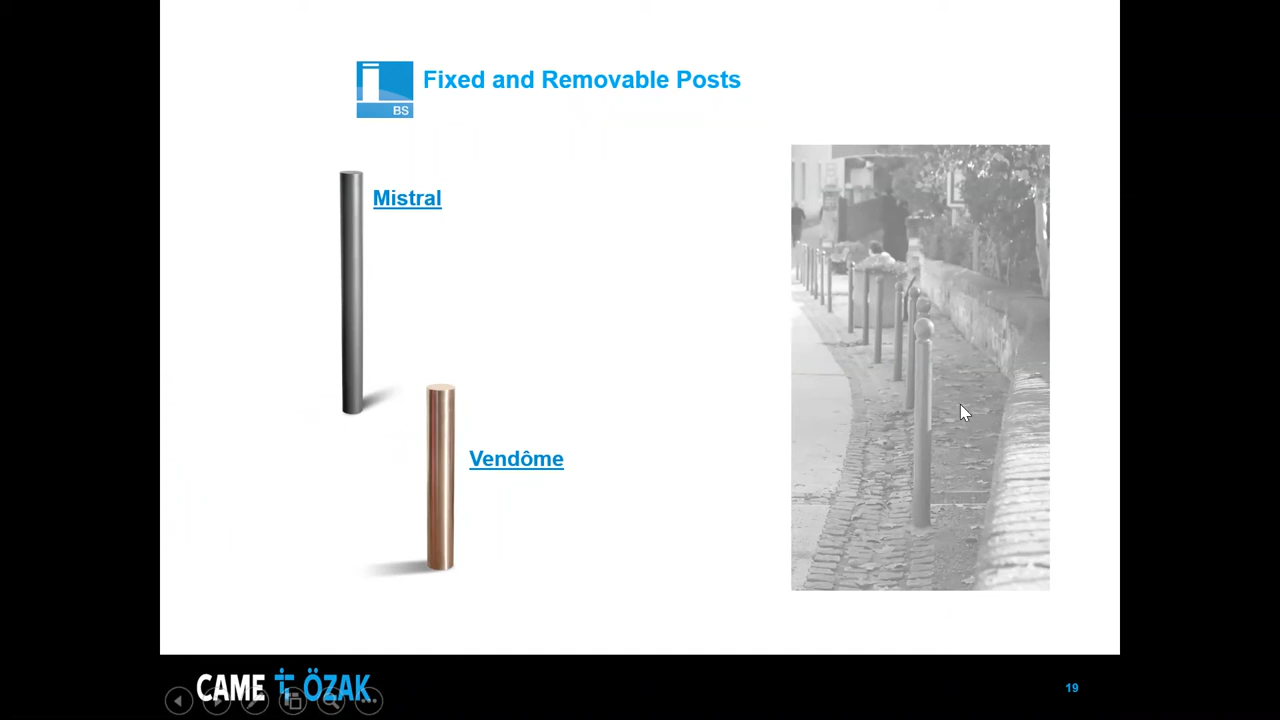 Fixed and Removable Posts
BS
Mistral
Vendôme
CAME ÖZAK
19